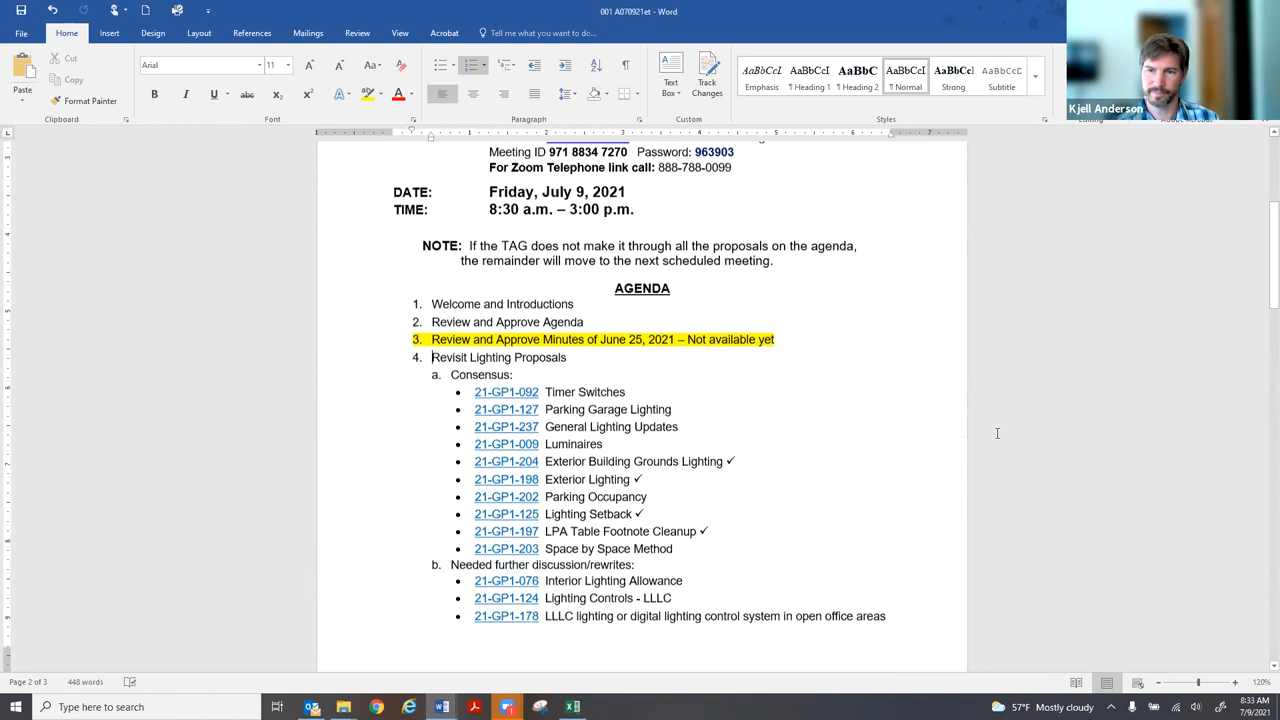 001 A070921et - Word
File Home Insert Design Layout References Mailings Review View Acrobat Tell me what you want to do...
Cut
Copy
Format Painter
Paste
Clipboard
Arial 11
Font
Paragraph
Text Box
Track Changes
AaBbCcI AaBbCcI AaBbC AaBbCcI AaBbCcI AaBbCcI
Emphasis ¶ Heading 1 ¶ Heading 2 ¶ Normal Strong Subtitle
Styles
Kjell Anderson
Meeting ID 971 8834 7270 Password: 963903
For Zoom Telephone link call: 888-788-0099
DATE: Friday, July 9, 2021
TIME: 8:30 a.m. – 3:00 p.m.
NOTE: If the TAG does not make it through all the proposals on the agenda,
the remainder will move to the next scheduled meeting.
AGENDA
1. Welcome and Introductions
2. Review and Approve Agenda
3. Review and Approve Minutes of June 25, 2021 – Not available yet
4. Revisit Lighting Proposals
a. Consensus:
• 21-GP1-092 Timer Switches
• 21-GP1-127 Parking Garage Lighting
• 21-GP1-237 General Lighting Updates
• 21-GP1-009 Luminaires
• 21-GP1-204 Exterior Building Grounds Lighting ✓
• 21-GP1-198 Exterior Lighting ✓
• 21-GP1-202 Parking Occupancy
• 21-GP1-125 Lighting Setback ✓
• 21-GP1-197 LPA Table Footnote Cleanup ✓
• 21-GP1-203 Space by Space Method
b. Needed further discussion/rewrites:
• 21-GP1-076 Interior Lighting Allowance
• 21-GP1-124 Lighting Controls - LLLC
• 21-GP1-178 LLLC lighting or digital lighting control system in open office areas
Page 2 of 3 448 words 120%
Type here to search
57°F Mostly cloudy
8:33 AM
7/9/2021